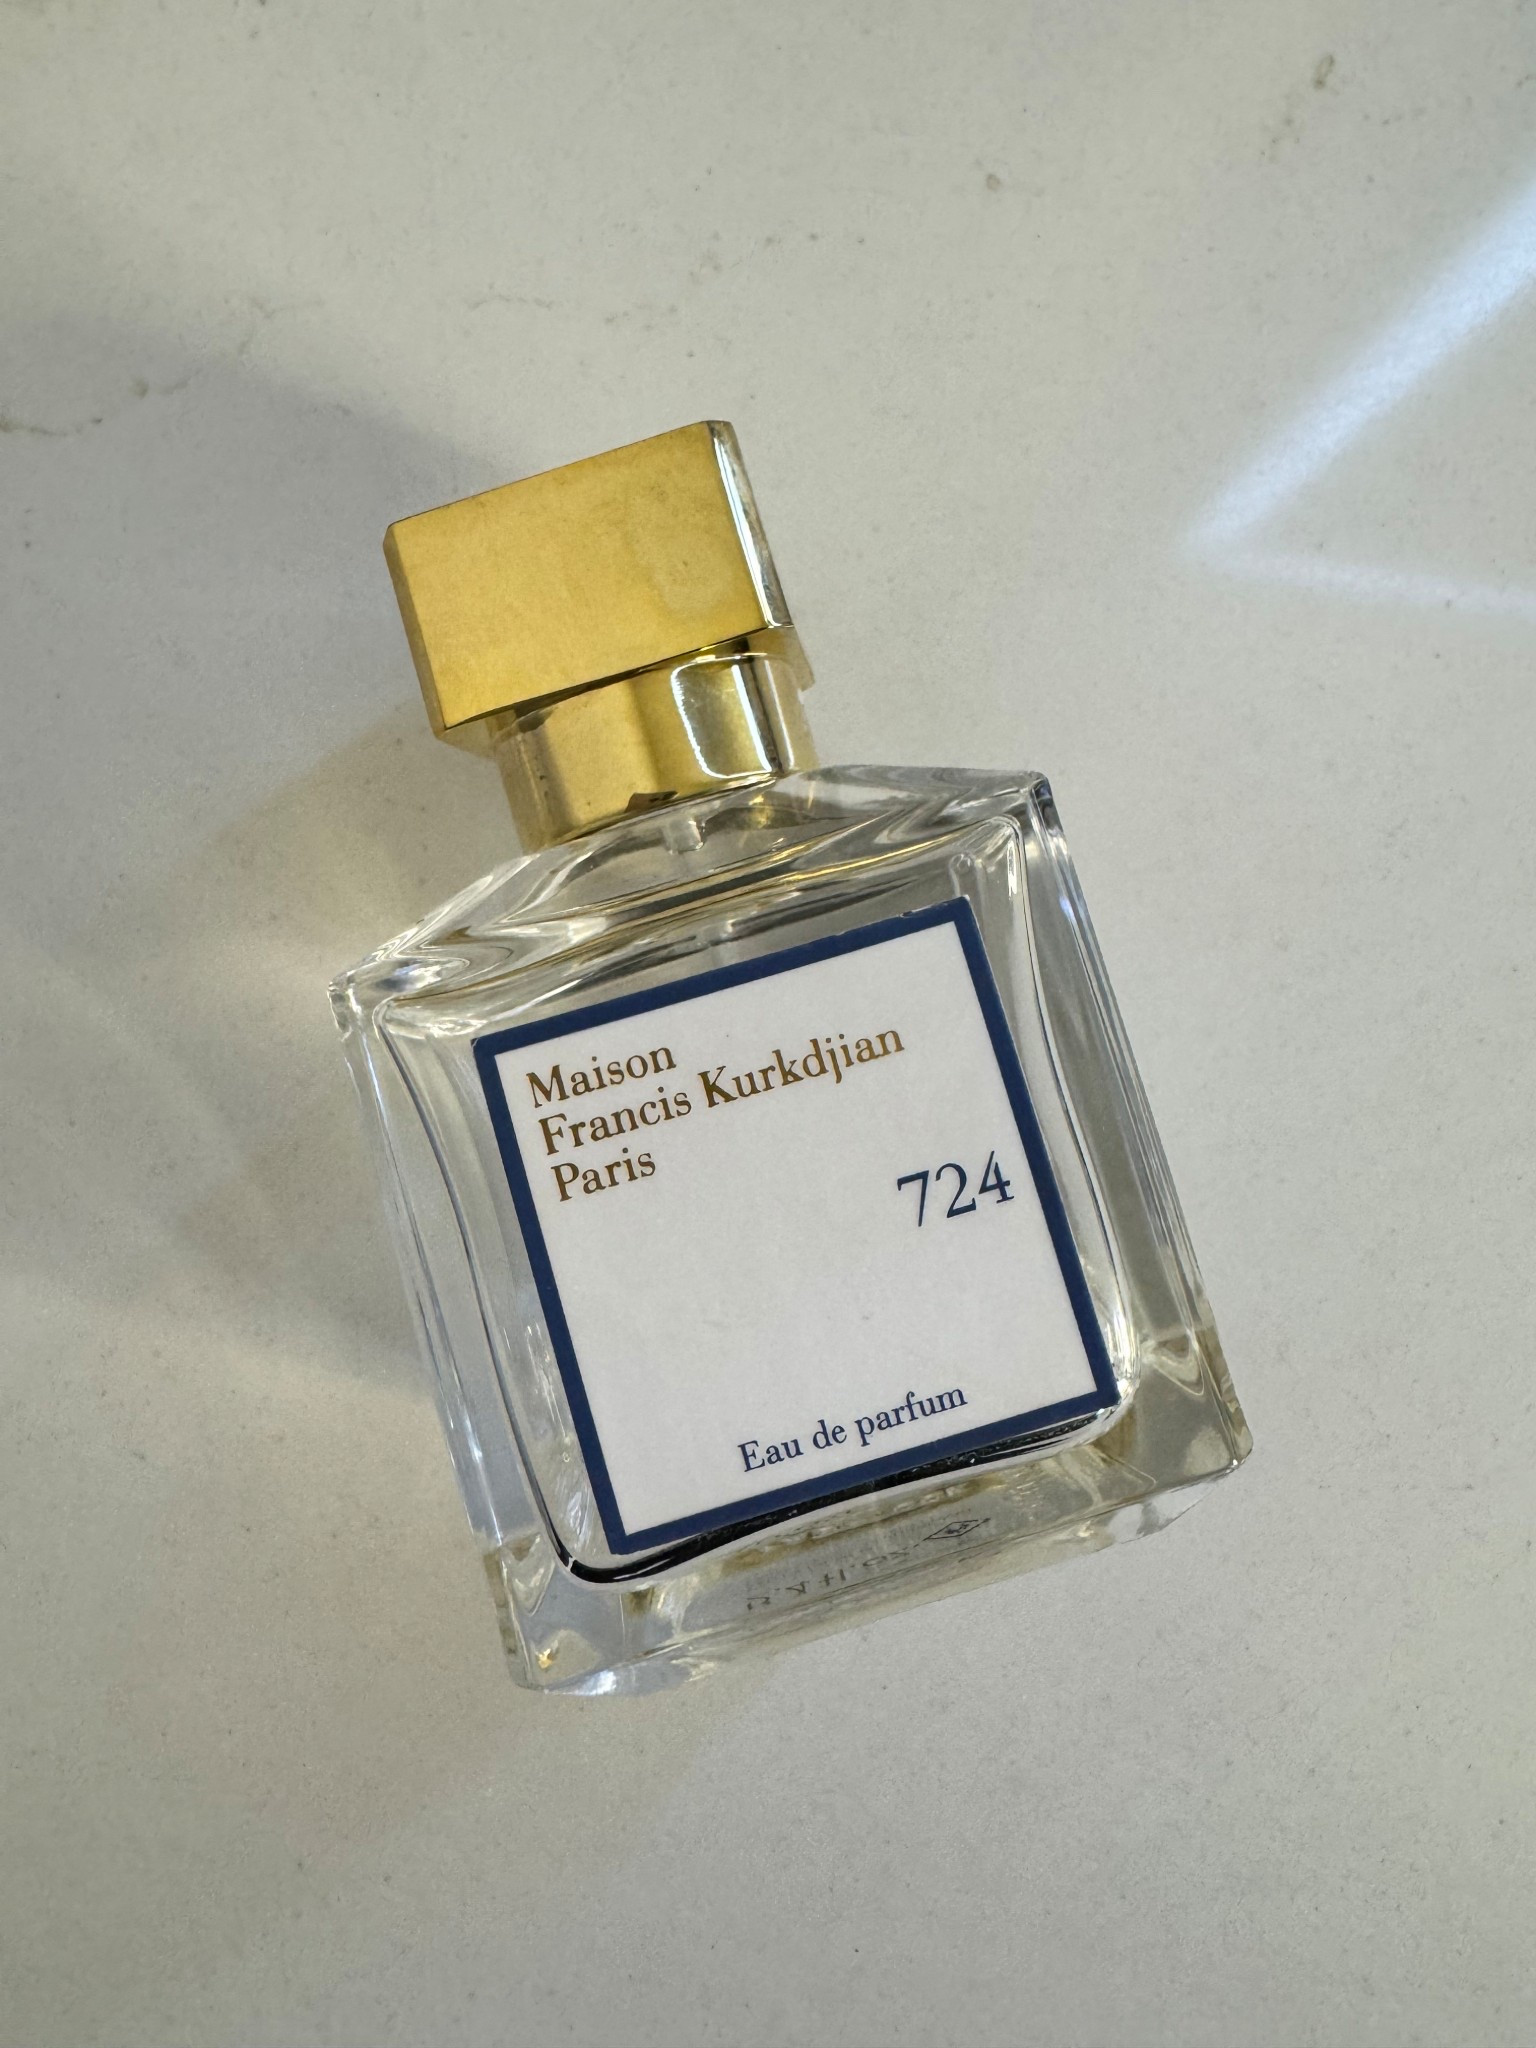 Maison
Francis Kurkdjian
Paris
724
Eau de parfum